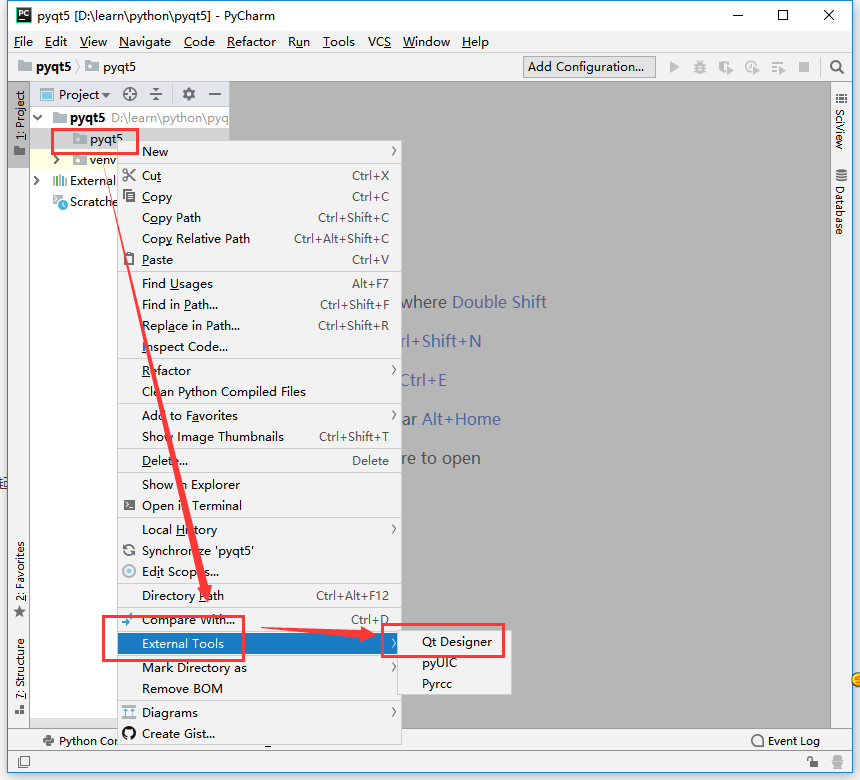 pyqt5 [D:\learn\python\pyqt5] - PyCharm
File Edit View Navigate Code Refactor Run Tools VCS Window Help
pyqt5 pyqt5 Add Configuration...
1: Project
Project
pyqt5 D:\learn\python\pyq
pyqt5
venv
External
Scratche
New
Cut Ctrl+X
Copy Ctrl+C
Copy Path Ctrl+Shift+C
Copy Relative Path Ctrl+Alt+Shift+C
Paste Ctrl+V
Find Usages Alt+F7
Find in Path... Ctrl+Shift+F
Replace in Path... Ctrl+Shift+R
Inspect Code...
Refactor
Clean Python Compiled Files
Add to Favorites
Show Image Thumbnails Ctrl+Shift+T
Delete... Delete
Show in Explorer
Open in Terminal
Local History
Synchronize 'pyqt5'
Edit Scopes...
Directory Path Ctrl+Alt+F12
Compare With... Ctrl+D
External Tools
Mark Directory as
Remove BOM
Diagrams
Create Gist...
Qt Designer
pyUIC
Pyrcc
where Double Shift
rl+Shift+N
Ctrl+E
ar Alt+Home
re to open
SciView
Database
2: Favorites
7: Structure
Python Con
Event Log